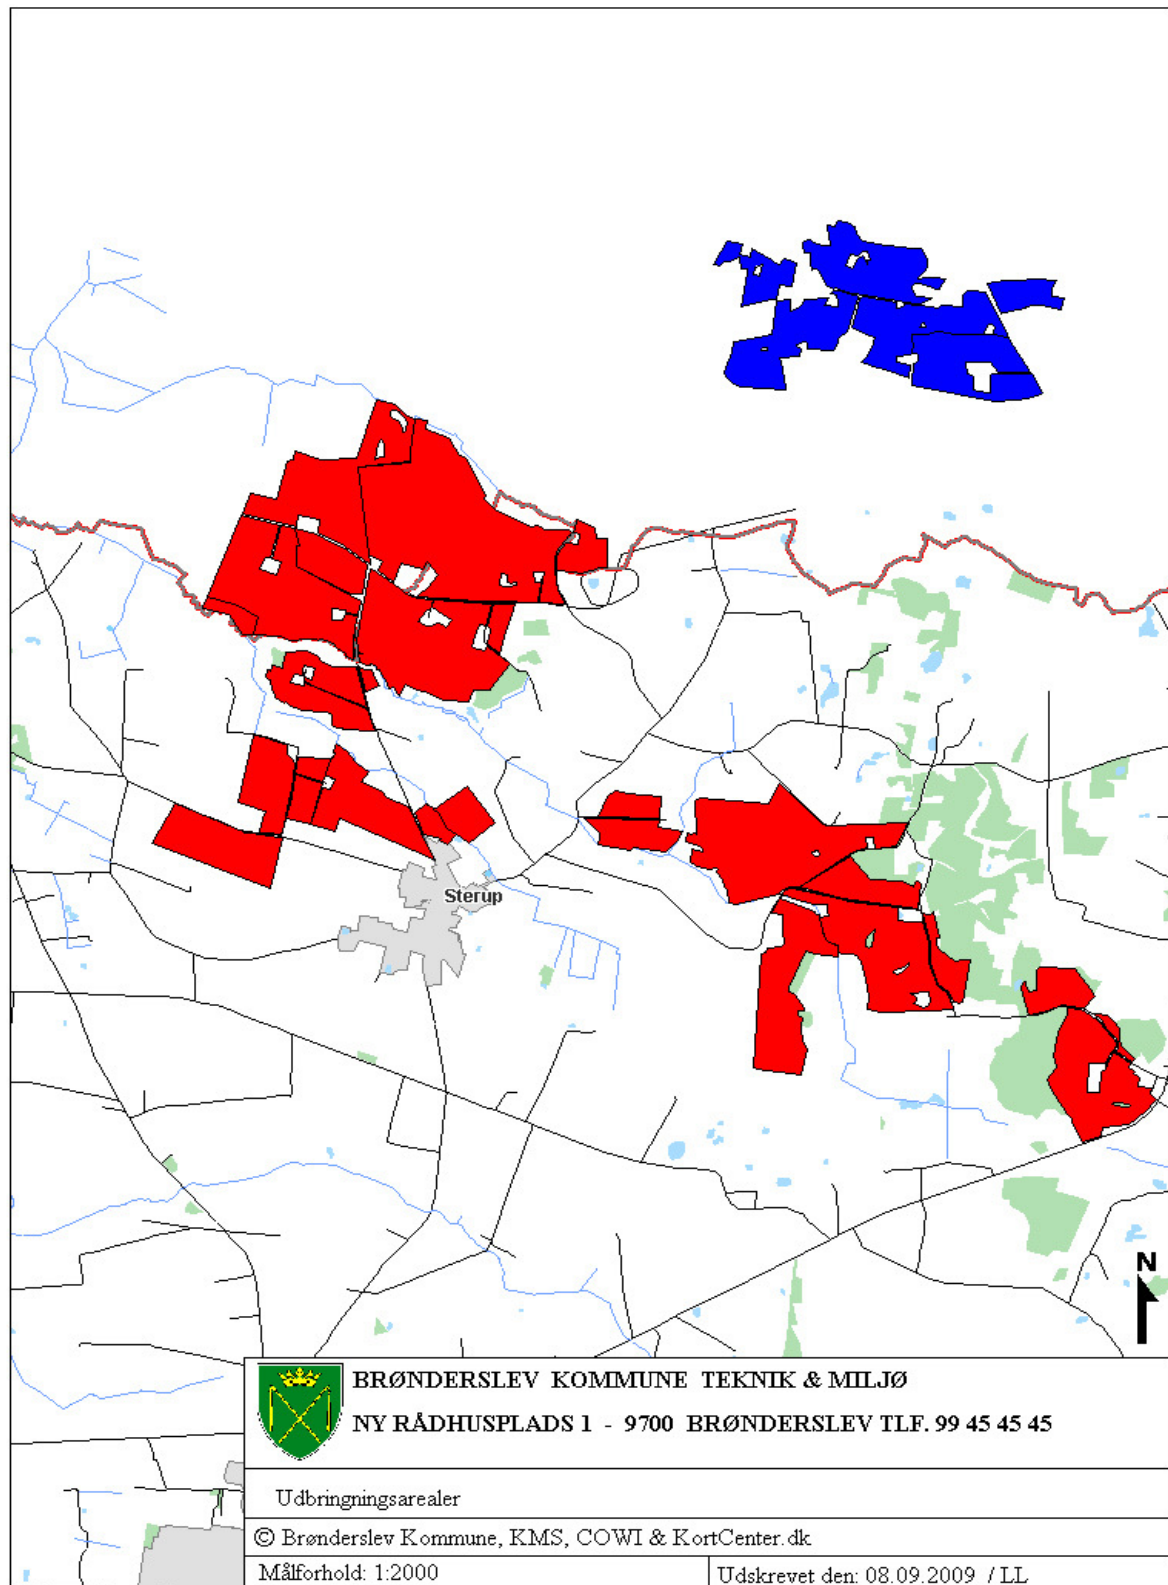 Sterup
N
BRØNDERSLEV KOMMUNE TEKNIK & MILJØ
NY RÅDHUSPLADS 1 - 9700 BRØNDERSLEV TLF. 99 45 45 45
Udbringningsarealer
© Brønderslev Kommune, KMS, COWI & KortCenter.dk
Målforhold: 1:2000
Udskrevet den: 08.09.2009 / LL